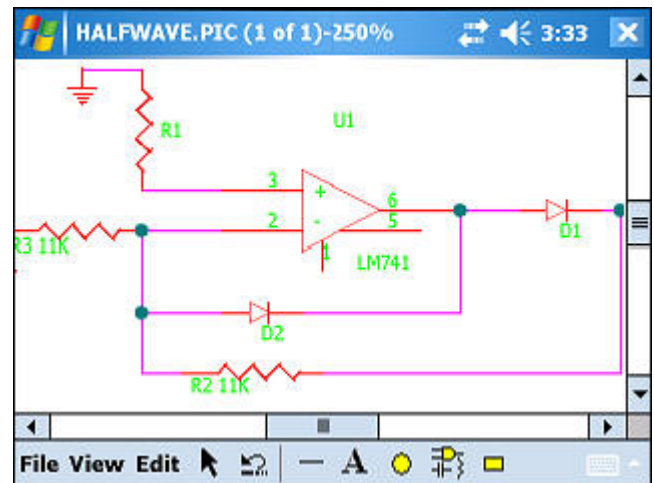 HALFWAVE.PIC (1 of 1)-250% 3:33
R1
U1
3
+
6
2
-
5
1
LM741
D1
R3 11K
D2
R2 11K
File View Edit A